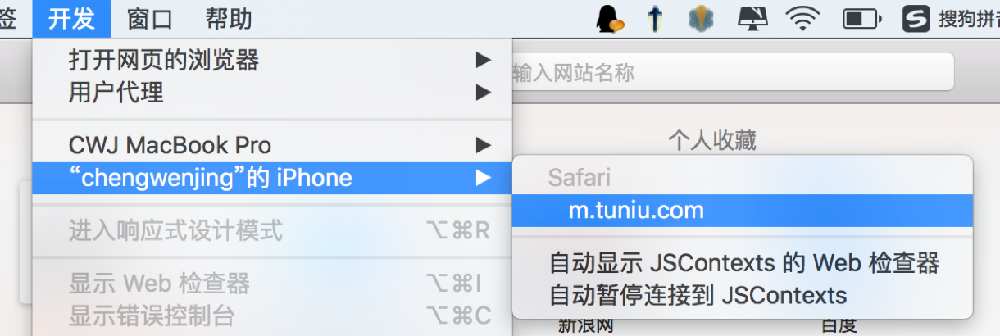 签 开发 窗口 帮助 搜狗拼音
打开网页的浏览器
输入网站名称
用户代理
个人收藏
CWJ MacBook Pro
“chengwenjing”的 iPhone
Safari
m.tuniu.com
进入响应式设计模式 ⌥⌘R
自动显示 JSContexts 的 Web 检查器
显示 Web 检查器 ⌥⌘I
自动暂停连接到 JSContexts
显示错误控制台 ⌥⌘C
新浪网 百度